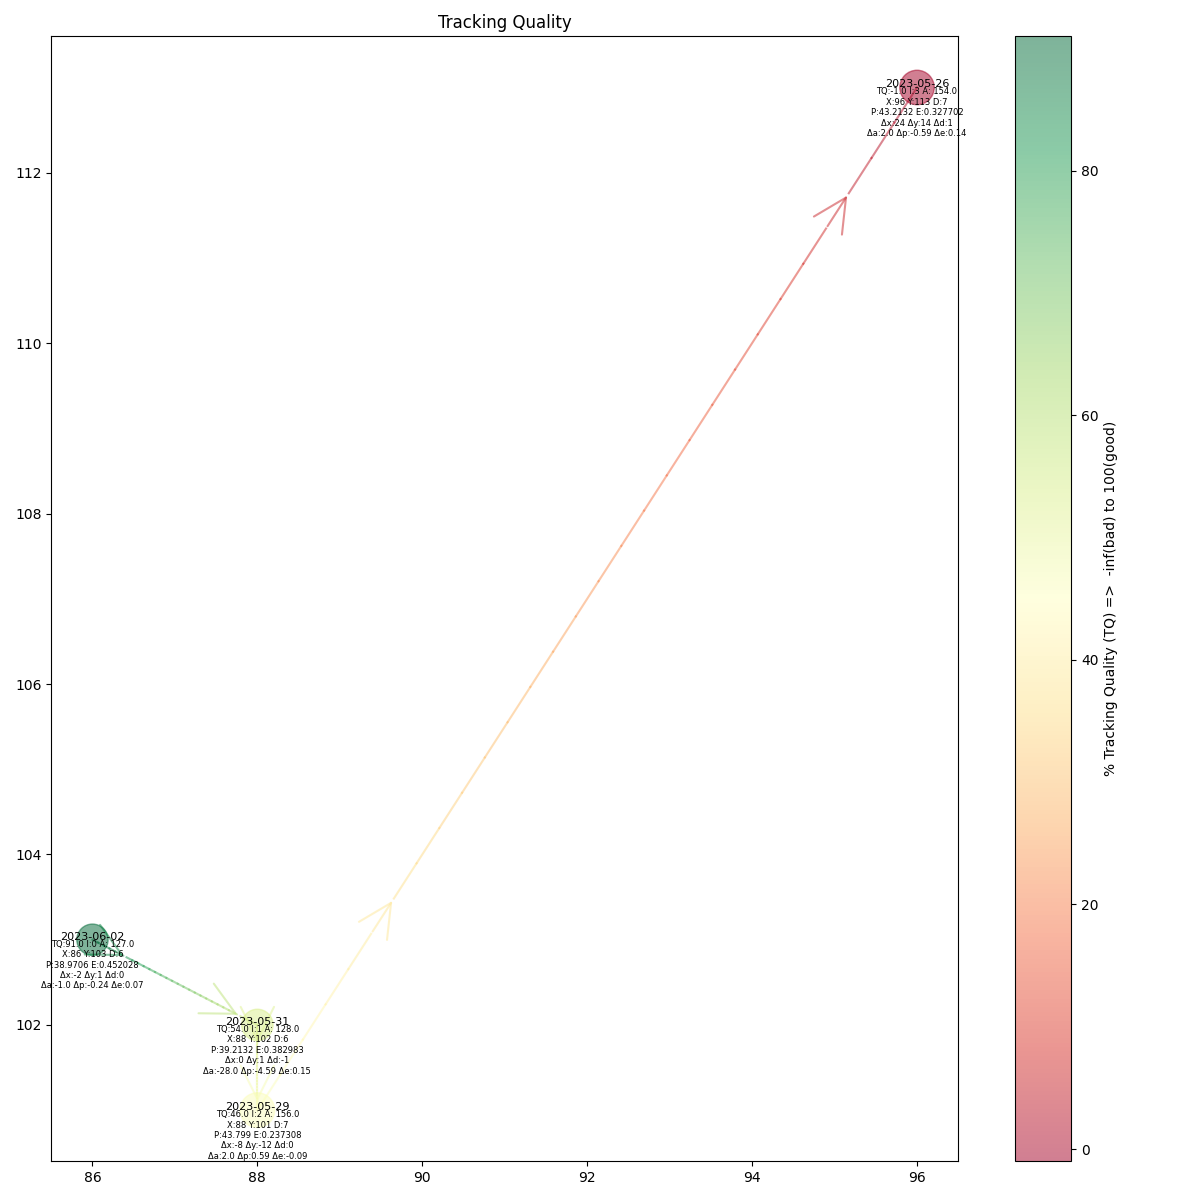 Tracking Quality
2023-05-26
TQ:-1.0 I:3 A: 154.0
X:96 Y:113 D:7
P:43.2132 E:0.327702
Δx:24 Δy:14 Δd:1
Δa:2.0 Δp:-0.59 Δe:0.14
2023-06-02
TQ:91.0 I:0 A: 127.0
X:86 Y:103 D:6
P:38.9706 E:0.452028
Δx:-2 Δy:1 Δd:0
Δa:-1.0 Δp:-0.24 Δe:0.07
2023-05-31
TQ:54.0 I:1 A: 128.0
X:88 Y:102 D:6
P:39.2132 E:0.382983
Δx:0 Δy:1 Δd:-1
Δa:-28.0 Δp:-4.59 Δe:0.15
2023-05-29
TQ:46.0 I:2 A: 156.0
X:88 Y:101 D:7
P:43.799 E:0.237308
Δx:-8 Δy:-12 Δd:0
Δa:2.0 Δp:0.59 Δe:-0.09
112
110
108
106
104
102
86 88 90 92 94 96
80
60
40
20
0
% Tracking Quality (TQ) => -inf(bad) to 100(good)